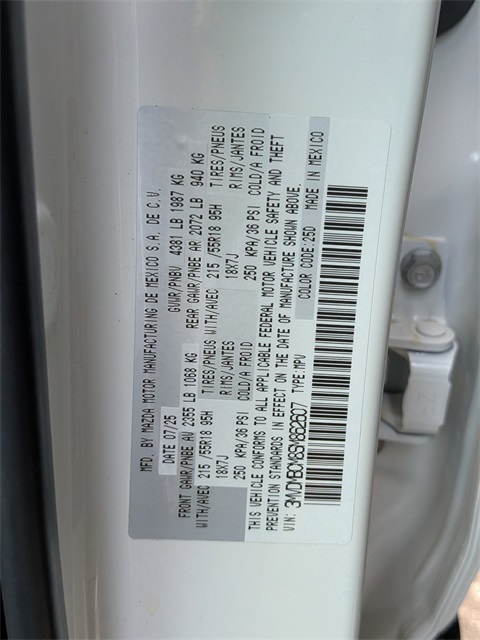 MFD. BY MAZDA MOTOR MANUFACTURING DE MEXICO S.A. DE C.V.
DATE 07/25 GVWR/PNBV 4381 LB 1987 KG
FRONT GAWR/PNBE AV 2355 LB 1068 KG REAR GAWR/PNBE AR 2072 LB 940 KG
WITH/AVEC 215 /55R18 95H TIRES/PNEUS WITH/AVEC 215 /55R18 95H TIRES/PNEUS
18X7J RIMS/JANTES 18X7J RIMS/JANTES
250 KPA/36 PSI COLD/A FROID 250 KPA/36 PSI COLD/A FROID
THIS VEHICLE CONFORMS TO ALL APPLICABLE FEDERAL MOTOR VEHICLE SAFETY AND THEFT
PREVENTION STANDARDS IN EFFECT ON THE DATE OF MANUFACTURE SHOWN ABOVE.
VIN: 3MVDMBCM8SM862607 TYPE: MPV COLOR CODE: 25D MADE IN MEXICO